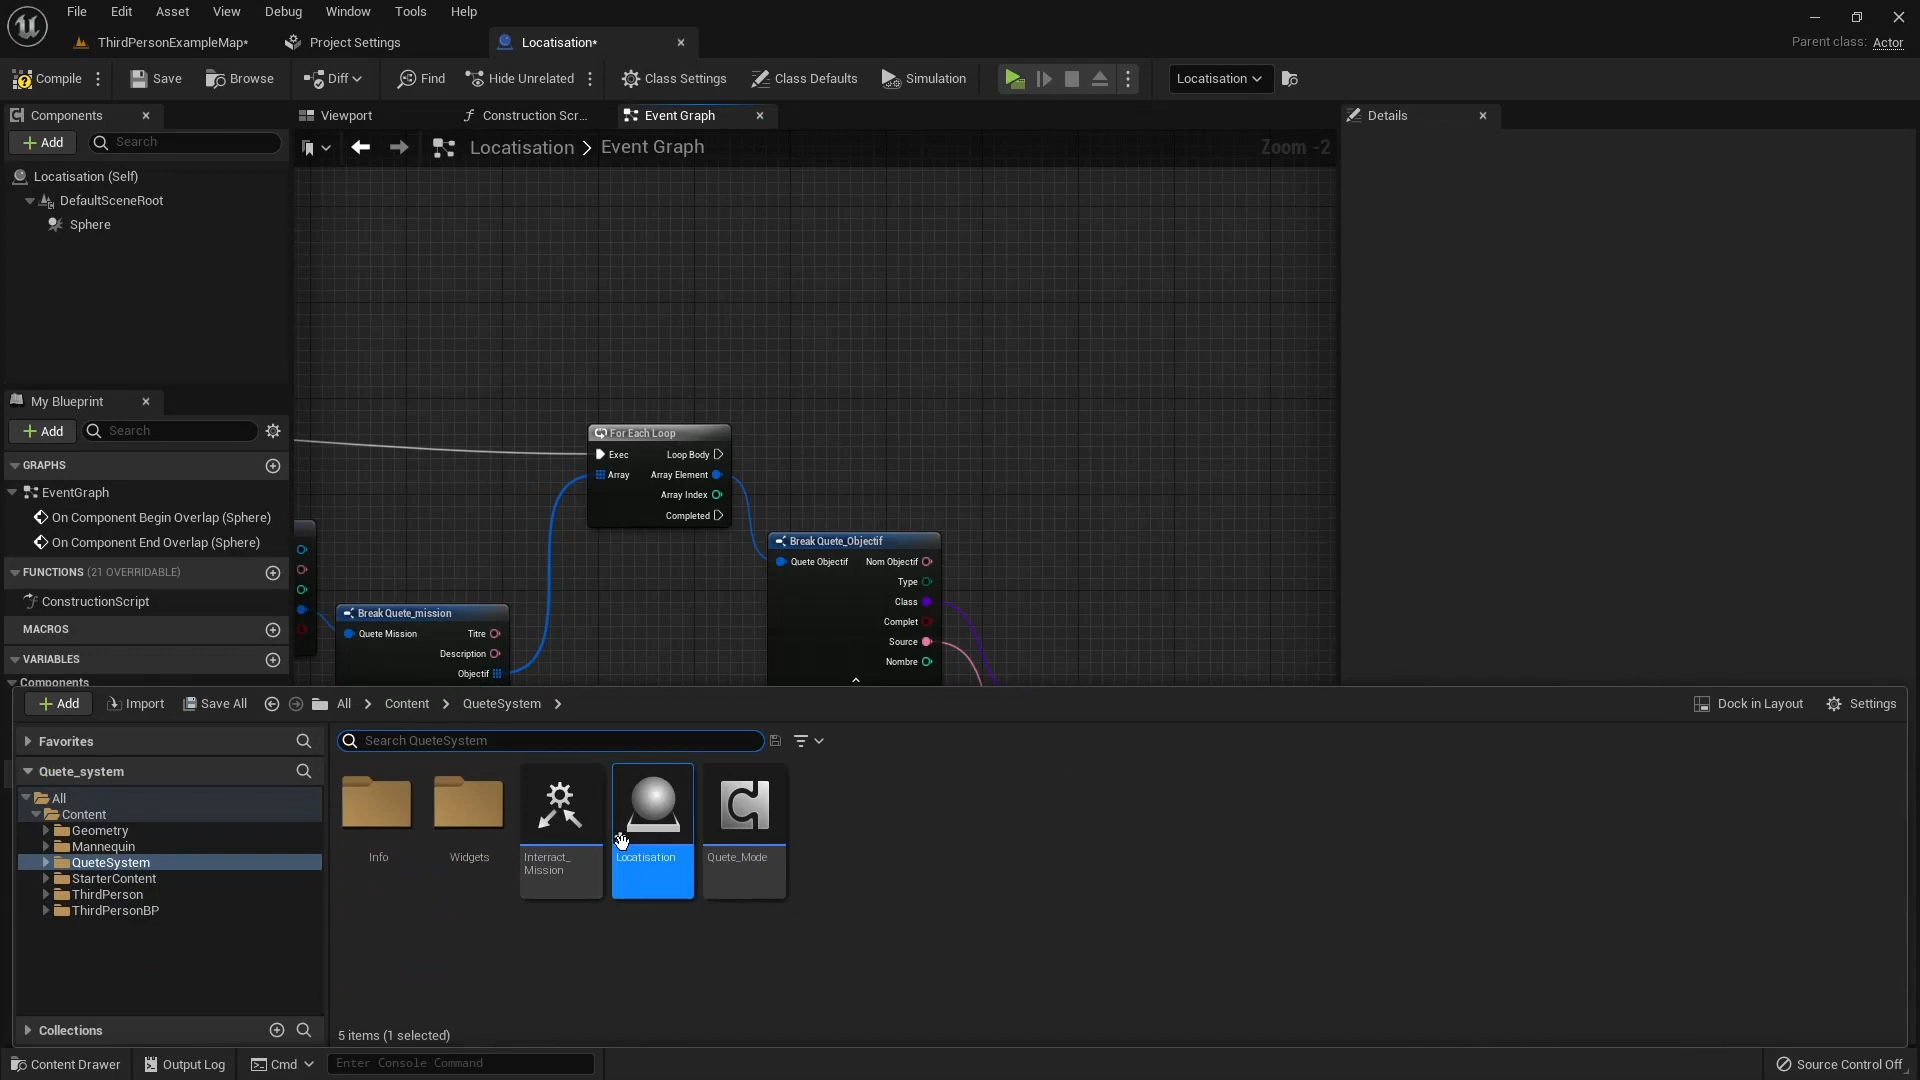 File Edit Asset View Debug Window Tools Help
ThirdPersonExampleMap* Project Settings Locatisation* Parent class: Actor
Compile Save Browse Diff Find Hide Unrelated Class Settings Class Defaults Simulation Locatisation
Components Viewport Construction Scr... Event Graph Details
Add Search
Locatisation > Event Graph Zoom -2
Locatisation (Self)
DefaultSceneRoot
Sphere
My Blueprint
Add Search
GRAPHS
EventGraph
On Component Begin Overlap (Sphere)
On Component End Overlap (Sphere)
FUNCTIONS (21 OVERRIDABLE)
ConstructionScript
MACROS
VARIABLES
Components
For Each Loop
Exec Loop Body
Array Array Element
Array Index
Completed
Break Quete_Objectif
Quete Objectif Nom Objectif
Type
Class
Complet
Source
Nombre
Break Quete_mission
Quete Mission Titre
Description
Objectif
Add Import Save All All > Content > QueteSystem > Dock in Layout Settings
Favorites
Search QueteSystem
Quete_system
All
Content
Geometry
Mannequin
QueteSystem
StarterContent
ThirdPerson
ThirdPersonBP
Info Widgets Interract_ Locatisation Quete_Mode
Mission
Collections
5 items (1 selected)
Content Drawer Output Log Cmd Enter Console Command Source Control Off